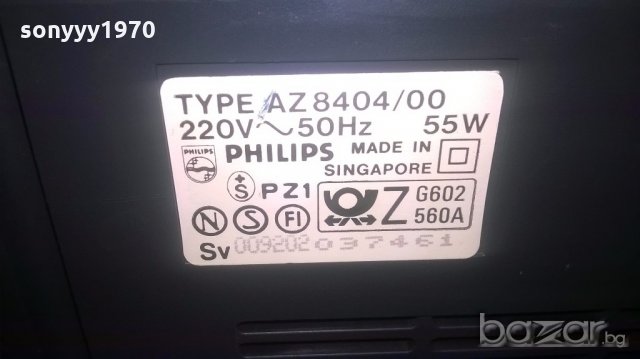 sonyyy1970
TYPE AZ8404/00
220V~50Hz 55W
PHILIPS PHILIPS MADE IN SINGAPORE
S PZ1 Z G602 560A
N S FI
Sv 009202 037461
bazar.bg